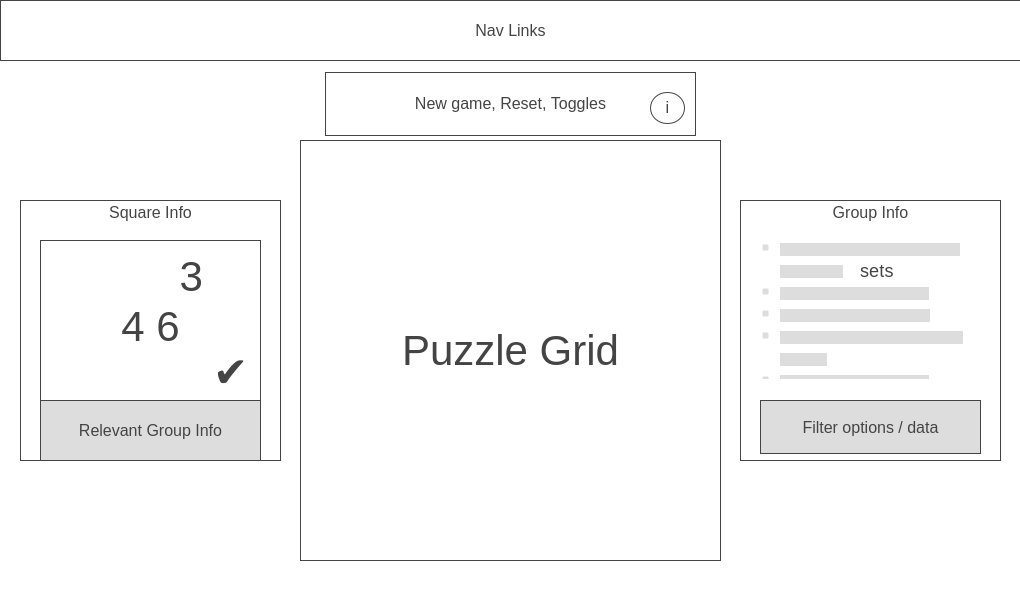 Nav Links
New game, Reset, Toggles
i
Square Info
3
4 6
✔
Relevant Group Info
Puzzle Grid
Group Info
sets
Filter options / data